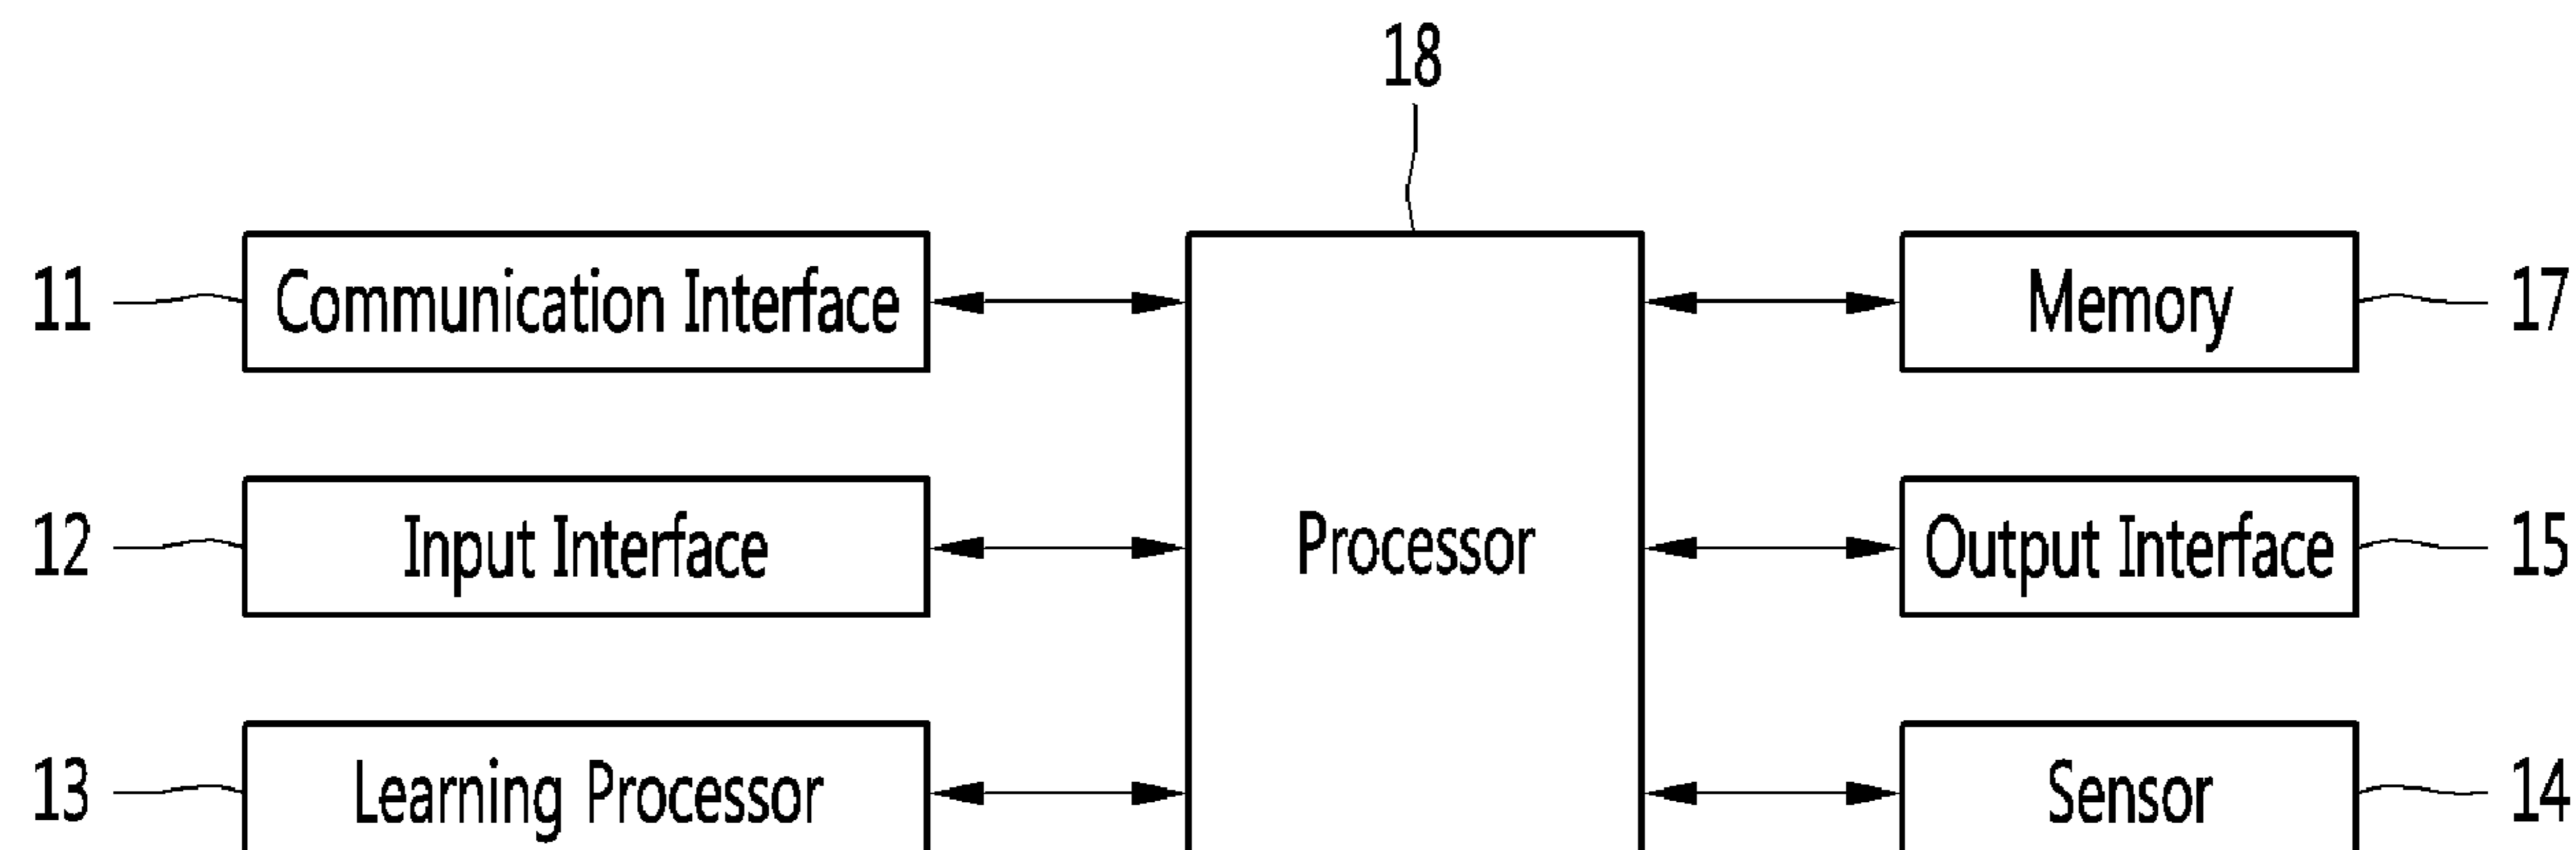 18
11 Communication Interface Memory 17
12 Input Interface Processor Output Interface 15
13 Learning Processor Sensor 14